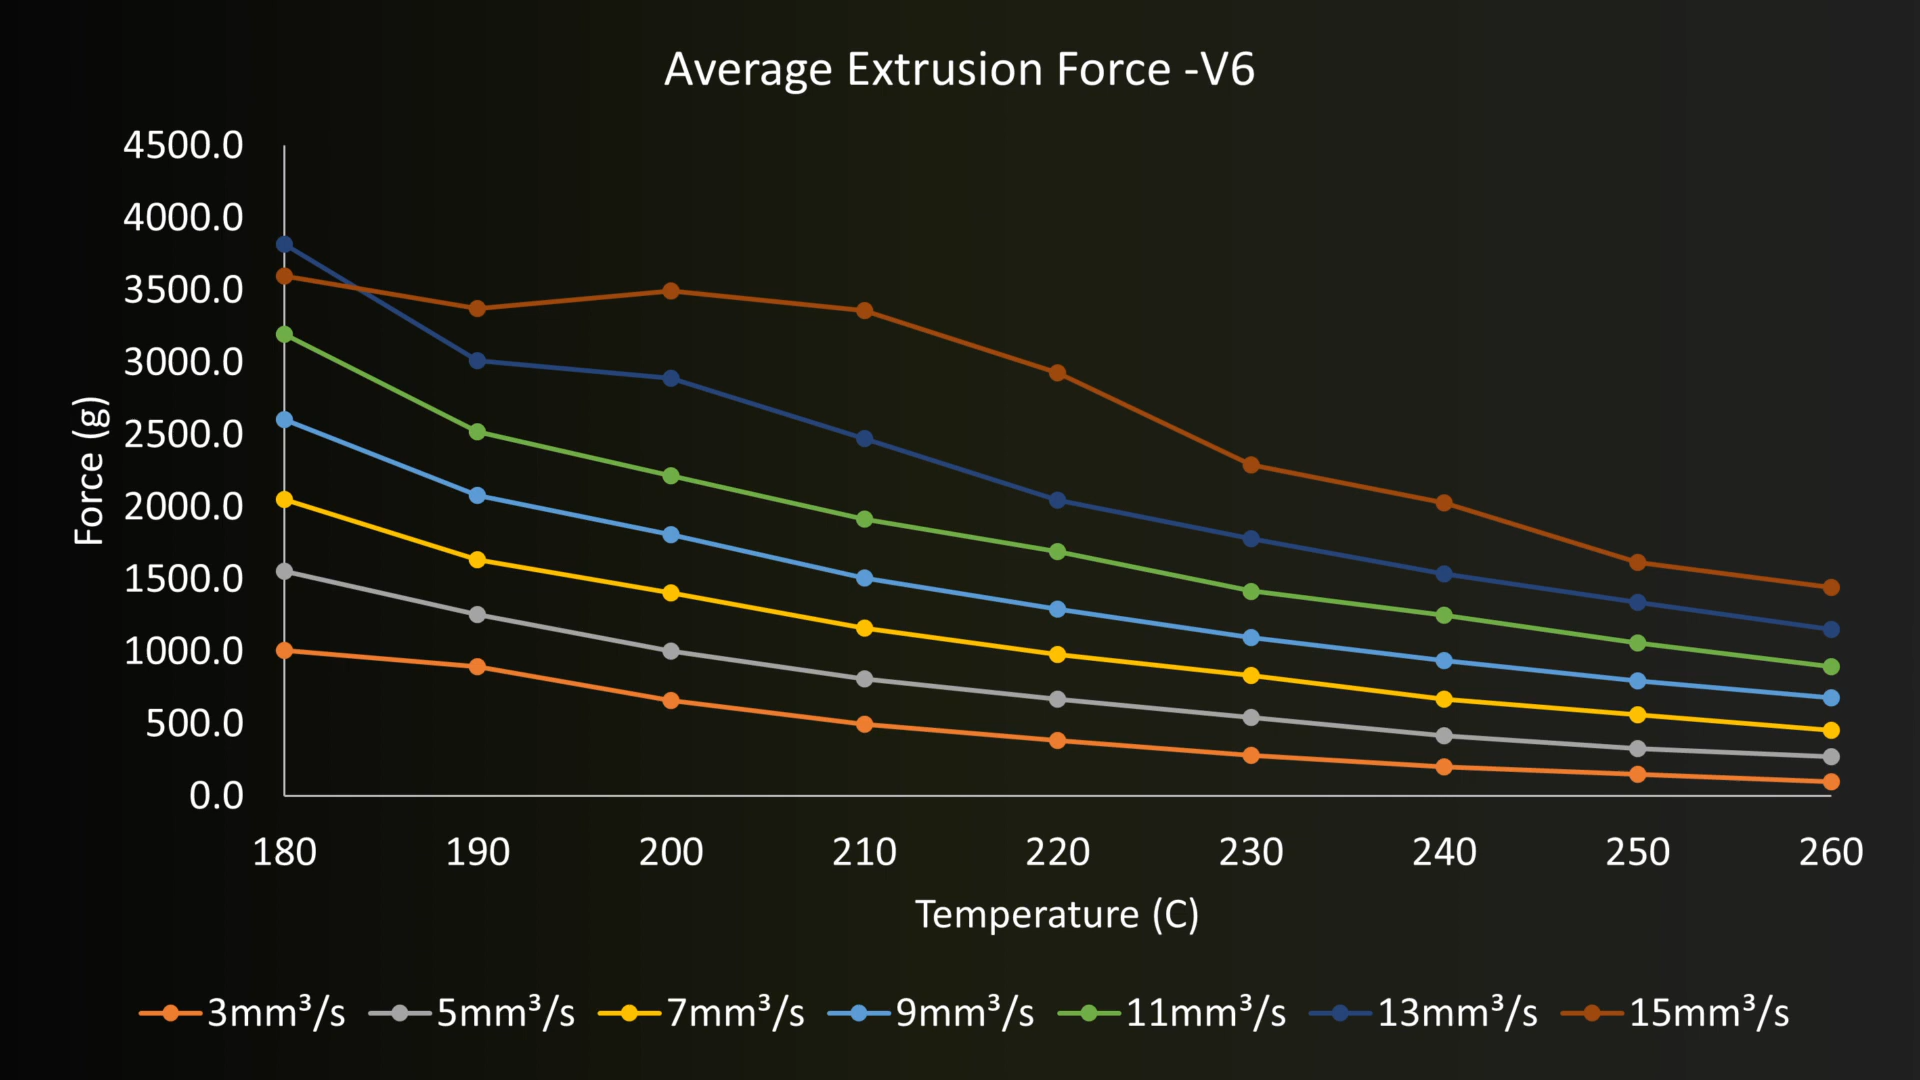 Average Extrusion Force -V6
4500.0
4000.0
3500.0
3000.0
2500.0
2000.0
1500.0
1000.0
500.0
0.0
Force (g)
180 190 200 210 220 230 240 250 260
Temperature (C)
3mm³/s 5mm³/s 7mm³/s 9mm³/s 11mm³/s 13mm³/s 15mm³/s